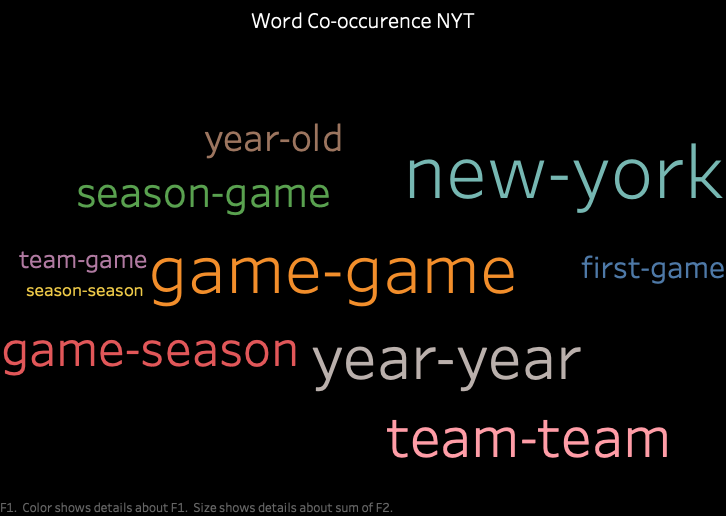 Word Co-occurence NYT
year-old
new-york
season-game
team-game
game-game
first-game
season-season
game-season
year-year
team-team
F1. Color shows details about F1. Size shows details about sum of F2.